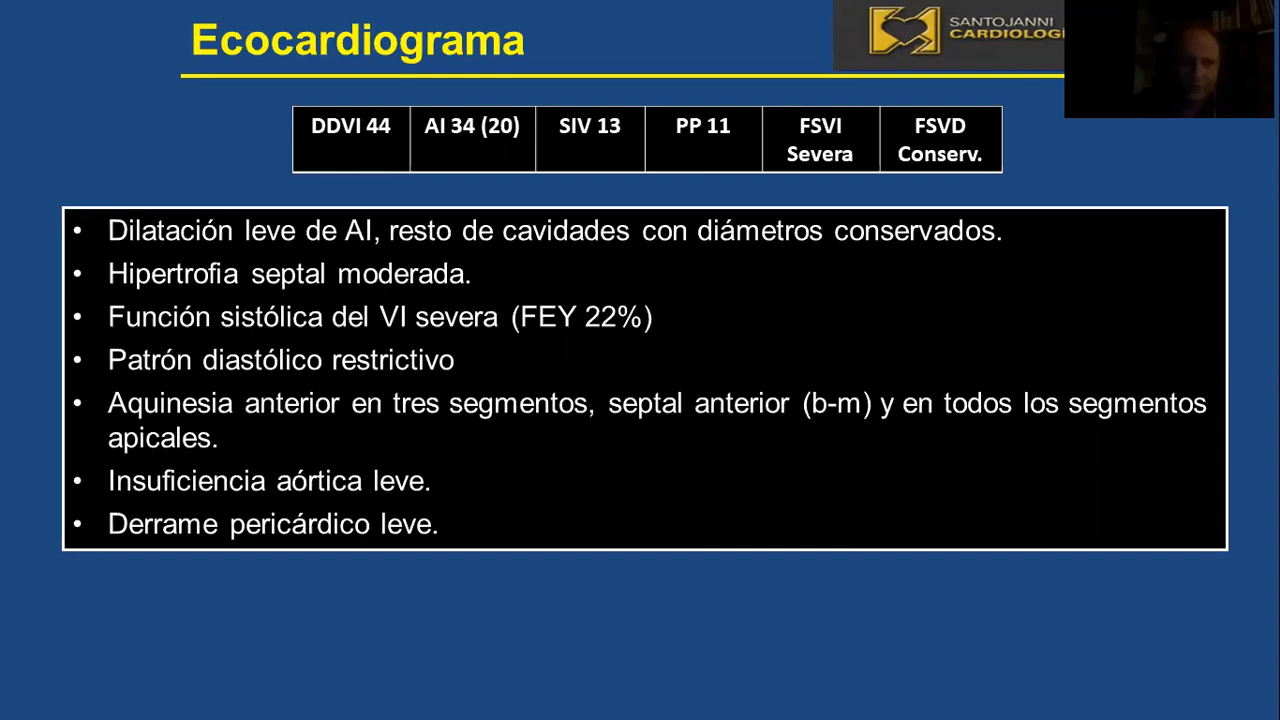 Ecocardiograma
SANTOJANNI
CARDIOLOGÍ
DDVI 44
AI 34 (20)
SIV 13
PP 11
FSVI
Severa
FSVD
Conserv.
• Dilatación leve de AI, resto de cavidades con diámetros conservados.
• Hipertrofia septal moderada.
• Función sistólica del VI severa (FEY 22%)
• Patrón diastólico restrictivo
• Aquinesia anterior en tres segmentos, septal anterior (b-m) y en todos los segmentos
apicales.
• Insuficiencia aórtica leve.
• Derrame pericárdico leve.